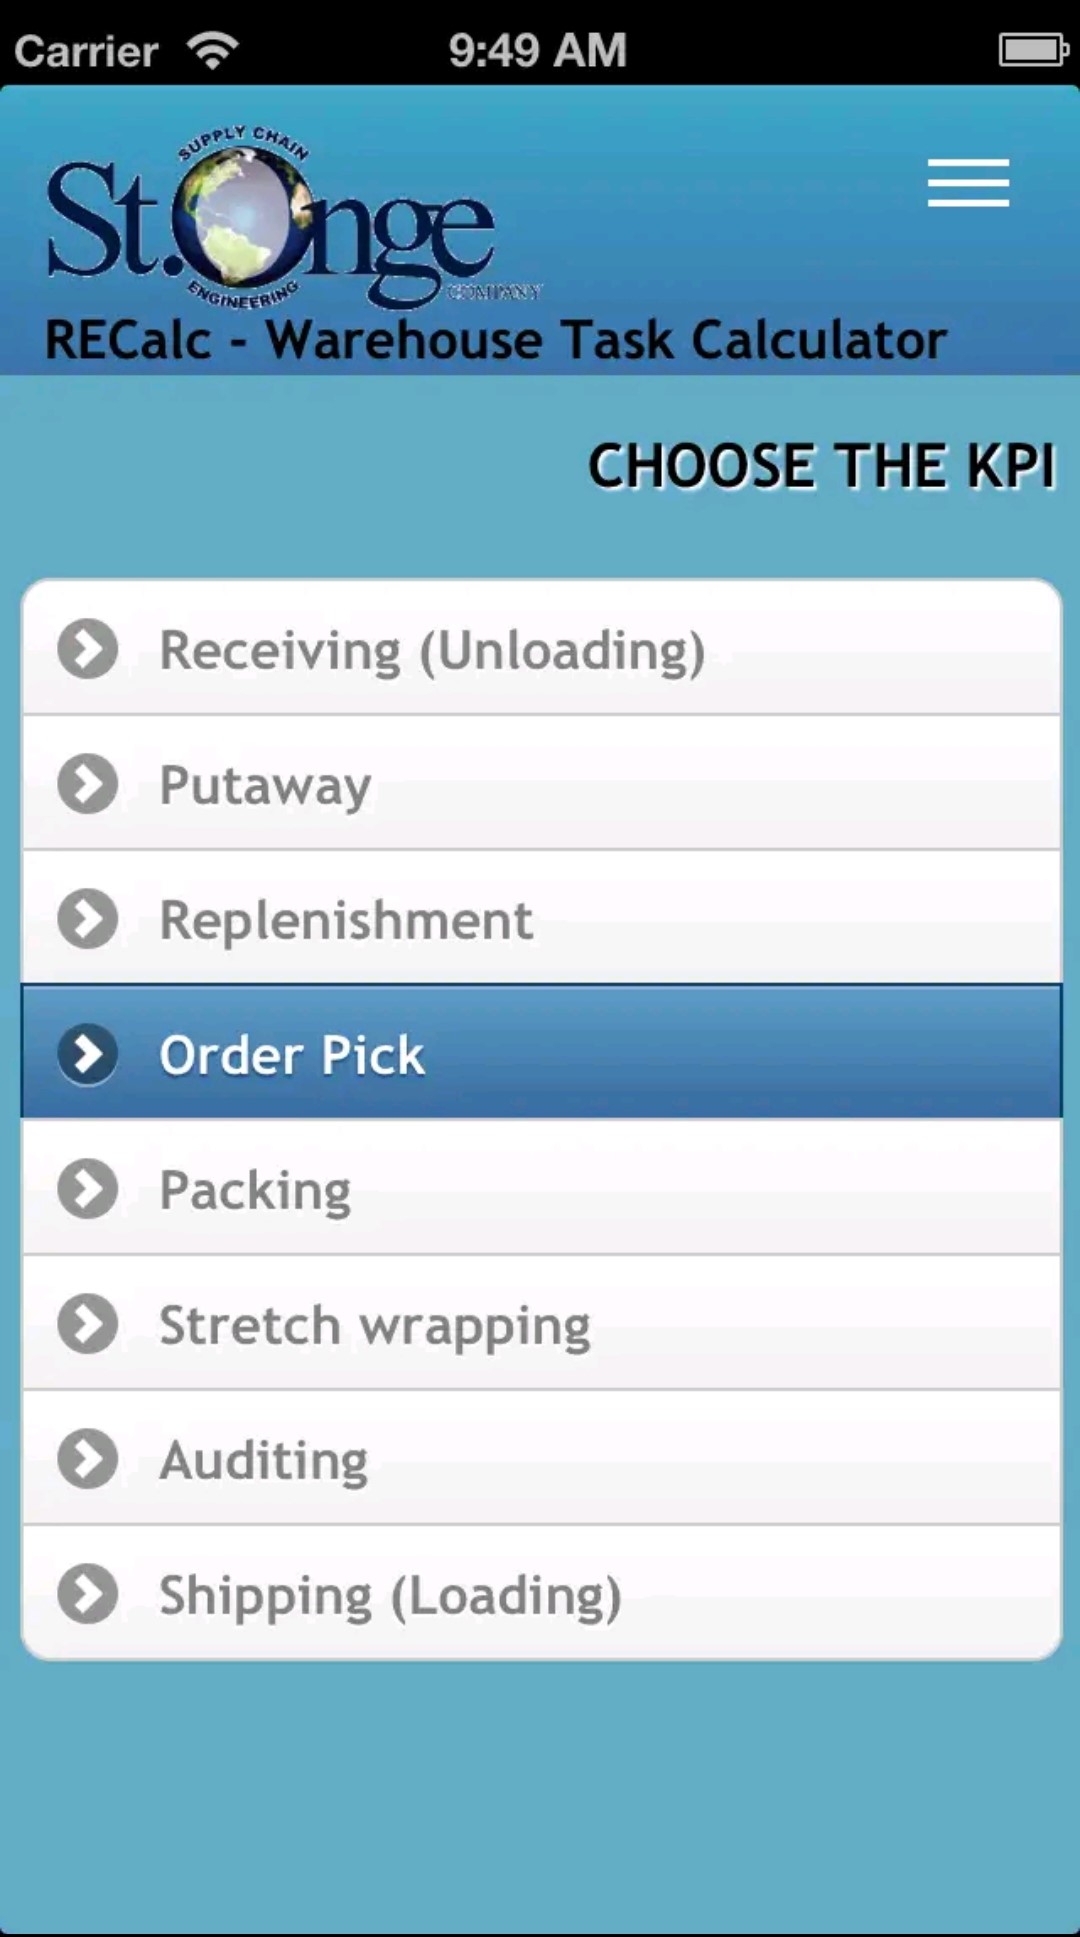 Carrier 9:49 AM
SUPPLY CHAIN
St.Onge
ENGINEERING
COMPANY
RECalc - Warehouse Task Calculator
CHOOSE THE KPI
Receiving (Unloading)
Putaway
Replenishment
Order Pick
Packing
Stretch wrapping
Auditing
Shipping (Loading)